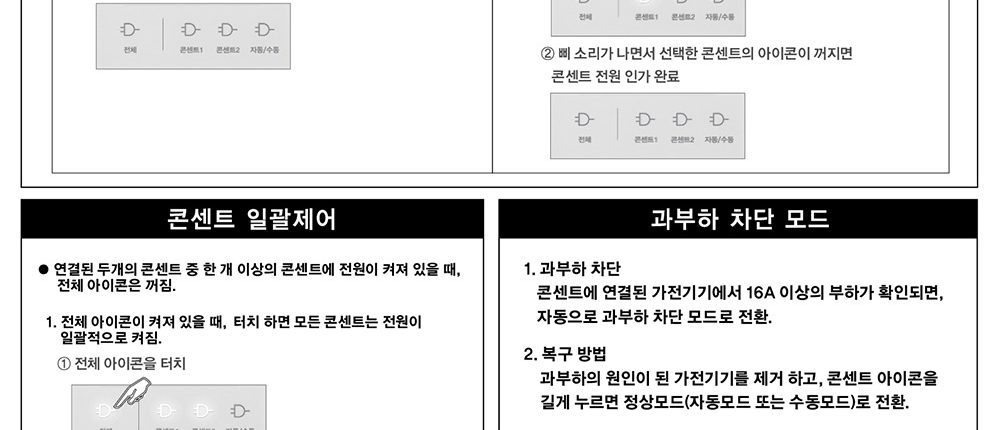 전체 콘센트1 콘센트2 자동/수동
전체 콘센트1 콘센트2 자동/수동
② 삐 소리가 나면서 선택한 콘센트의 아이콘이 꺼지면
콘센트 전원 인가 완료
전체 콘센트1 콘센트2 자동/수동
콘센트 일괄제어
● 연결된 두개의 콘센트 중 한 개 이상의 콘센트에 전원이 켜져 있을 때,
전체 아이콘은 꺼짐.
1. 전체 아이콘이 켜져 있을 때, 터치 하면 모든 콘센트는 전원이
일괄적으로 켜짐.
① 전체 아이콘을 터치
과부하 차단 모드
1. 과부하 차단
콘센트에 연결된 가전기기에서 16A 이상의 부하가 확인되면,
자동으로 과부하 차단 모드로 전환.
2. 복구 방법
과부하의 원인이 된 가전기기를 제거 하고, 콘센트 아이콘을
길게 누르면 정상모드(자동모드 또는 수동모드)로 전환.